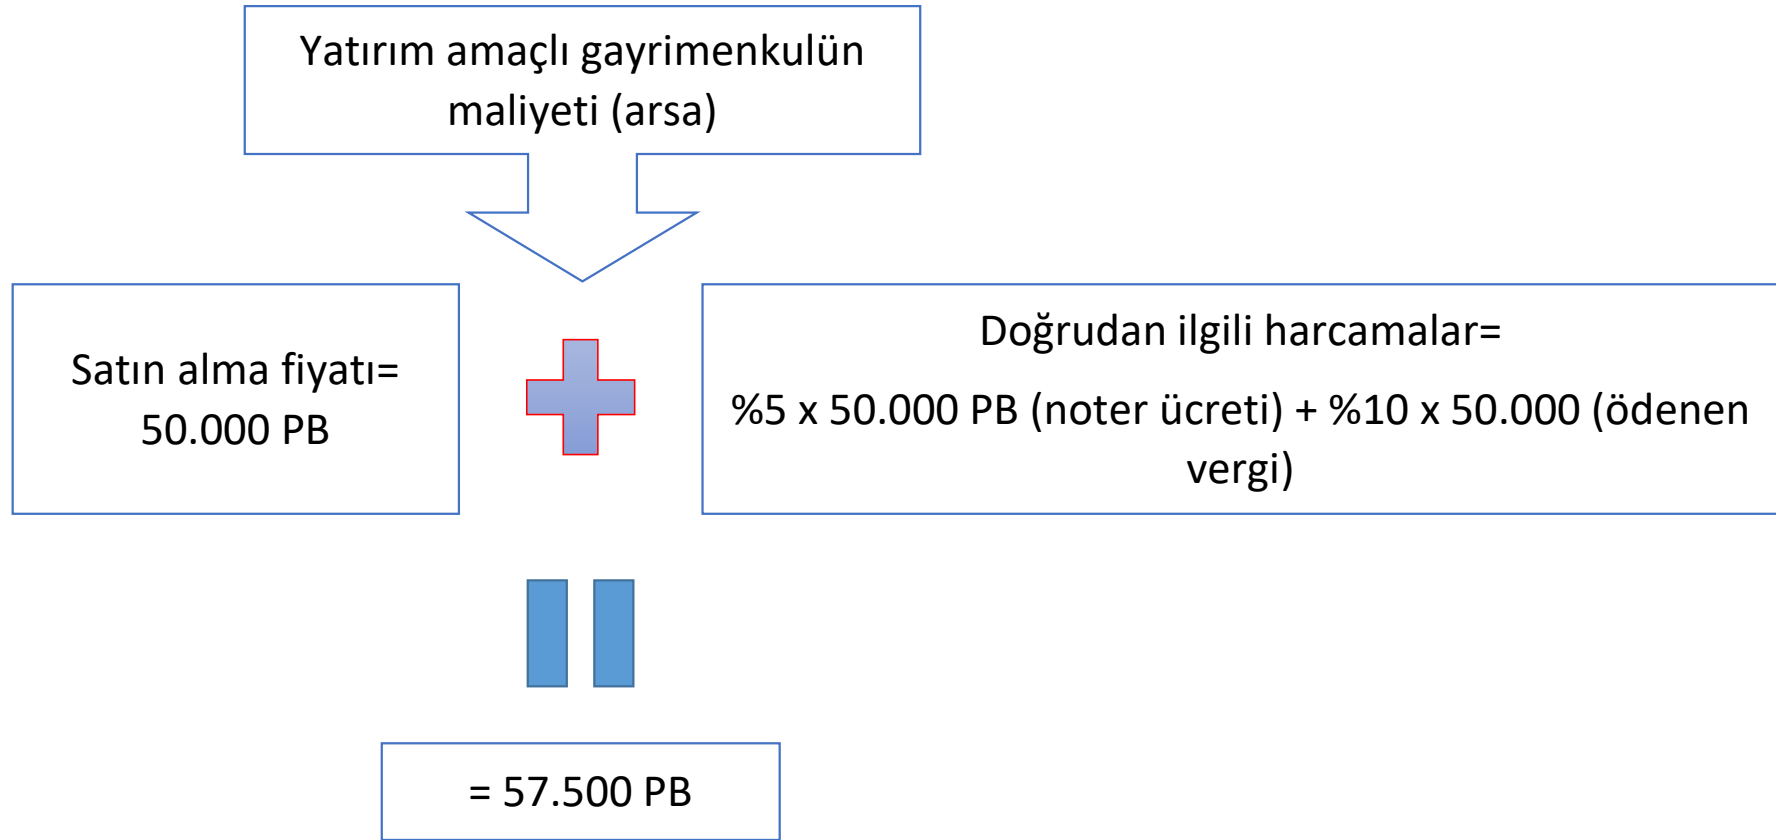 Yatırım amaçlı gayrimenkulün
maliyeti (arsa)
Satın alma fiyatı=
50.000 PB
Doğrudan ilgili harcamalar=
%5 x 50.000 PB (noter ücreti) + %10 x 50.000 (ödenen
vergi)
= 57.500 PB